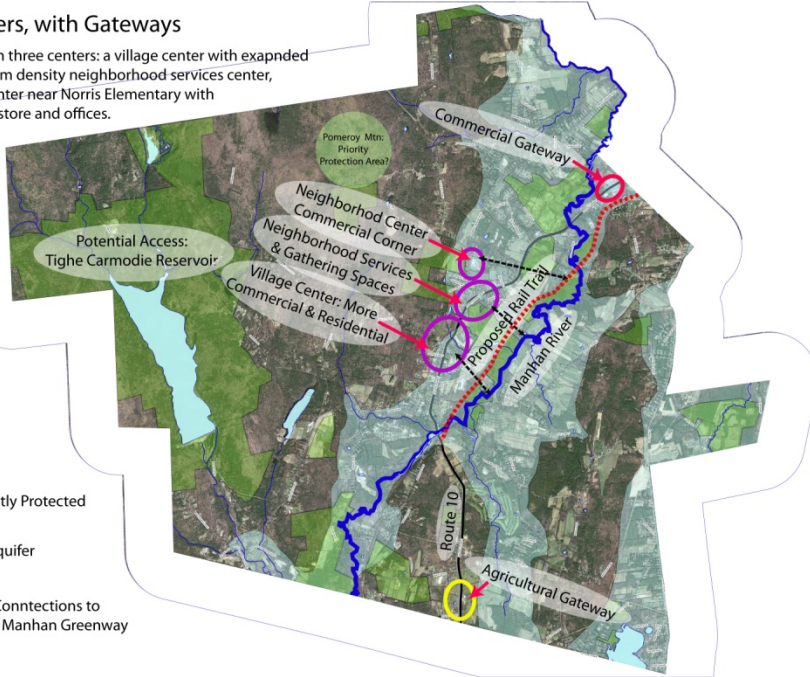 ers, with Gateways
n three centers: a village center with exapnded
m density neighborhood services center,
nter near Norris Elementary with
store and offices.
Commercial Gateway
Pomeroy Mtn:
Priority
Protection Area?
Neighborhod Center
Commercial Corner
Neighborhood Services
& Gathering Spaces
Potential Access:
Tighe Carmodie Reservoir
Village Center: More
Commercial & Residential
Proposed Rail Trail
Manhan River
tly Protected
Route 10
quifer
Agricultural Gateway
Conntections to
Manhan Greenway